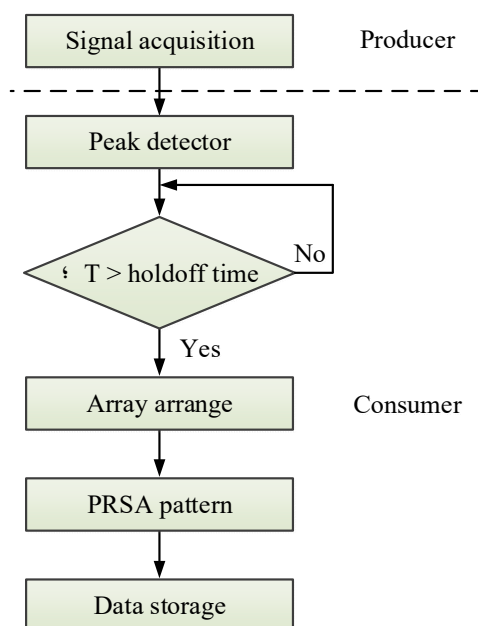 Signal acquisition
Producer
Peak detector
No
T > holdoff time
Yes
Array arrange
Consumer
PRSA pattern
Data storage